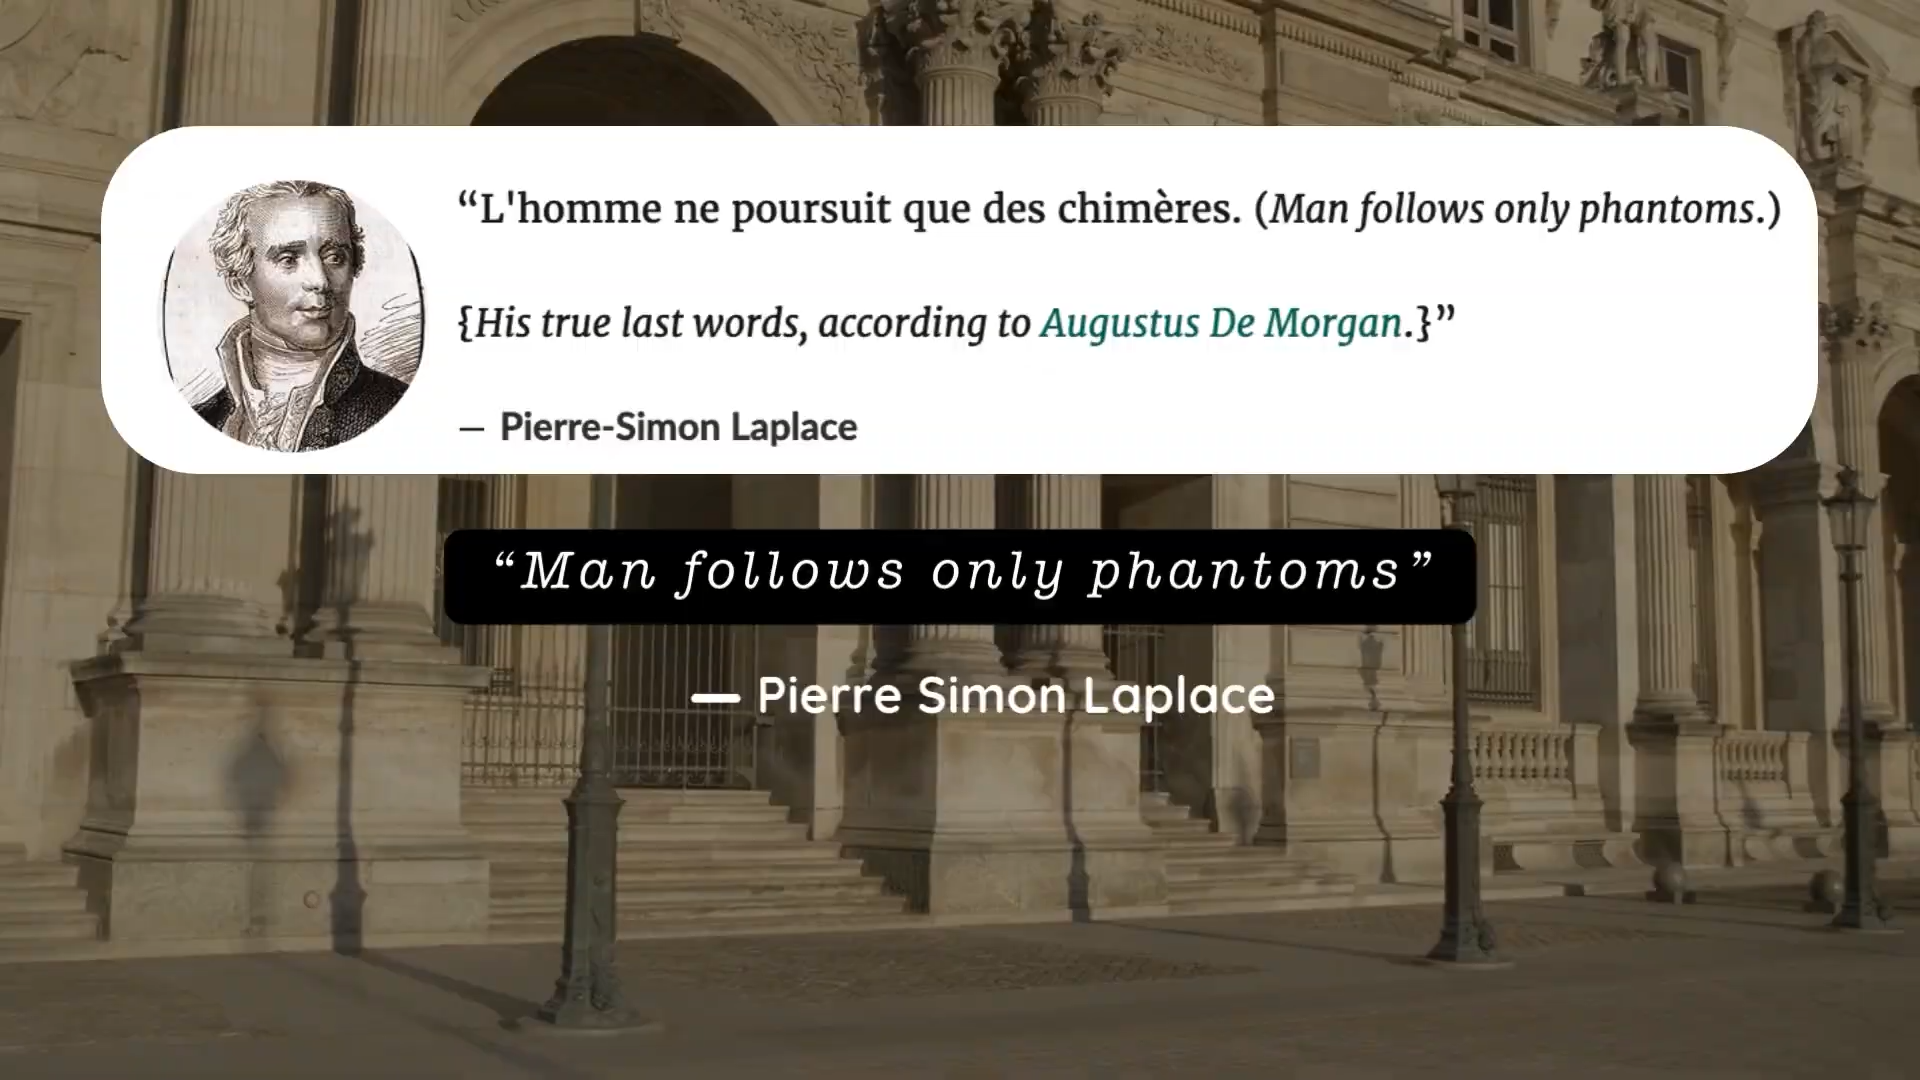 “L'homme ne poursuit que des chimères. (Man follows only phantoms.)
{His true last words, according to Augustus De Morgan.}”
— Pierre-Simon Laplace
“Man follows only phantoms”
— Pierre Simon Laplace